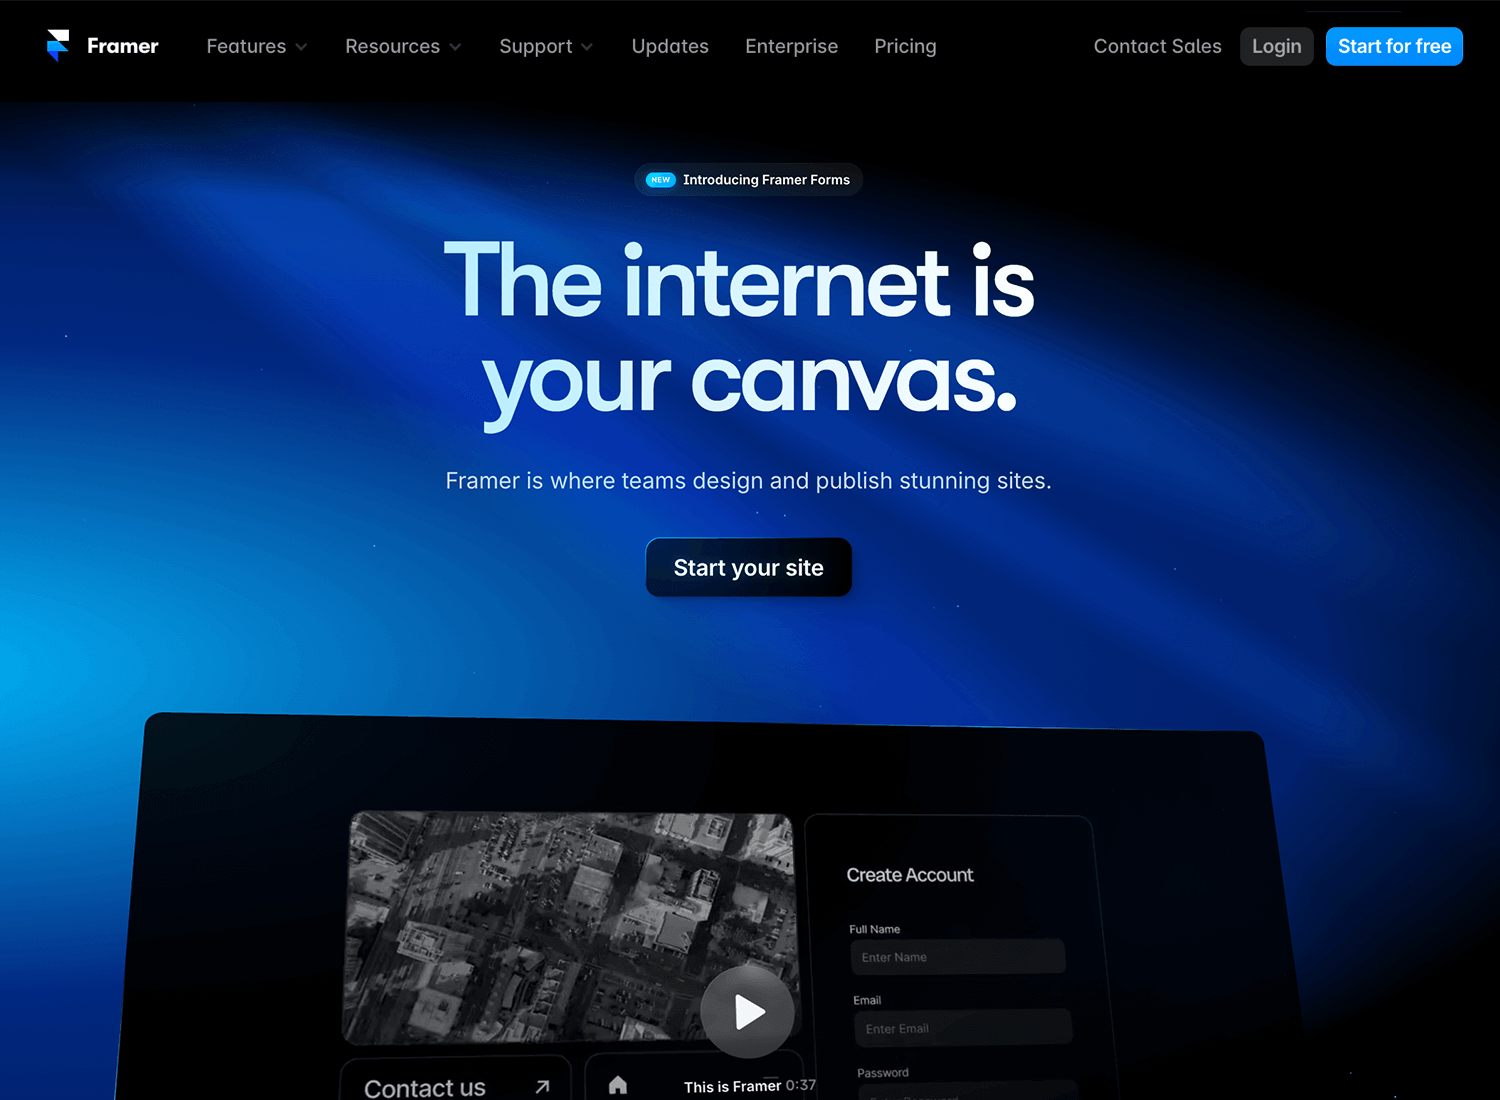 Framer
Features
Resources
Support
Updates
Enterprise
Pricing
Contact Sales
Login
Start for free
NEW Introducing Framer Forms
The internet is
your canvas.
Framer is where teams design and publish stunning sites.
Start your site
Create Account
Full Name
Enter Name
Email
Enter Email
Password
Contact us
This is Framer 0:37